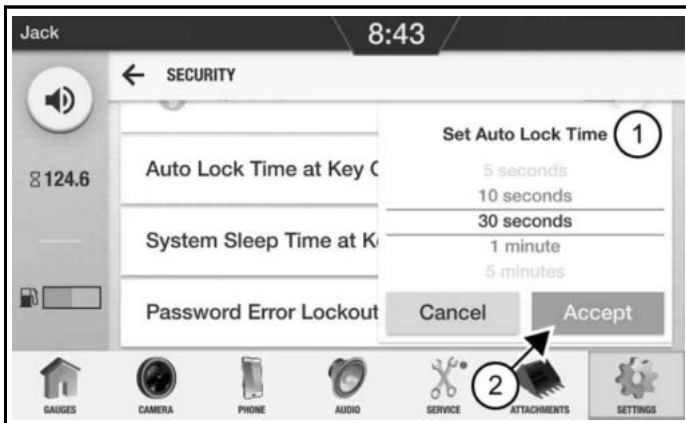 Jack
8:43
SECURITY
124.6
Auto Lock Time at Key
System Sleep Time at
Password Error Lockout
Set Auto Lock Time
1
5 seconds
10 seconds
30 seconds
1 minute
5 minutes
Cancel
Accept
2
GAUGES
CAMERA
PHONE
AUDIO
SERVICE
ATTACHMENTS
SETTINGS